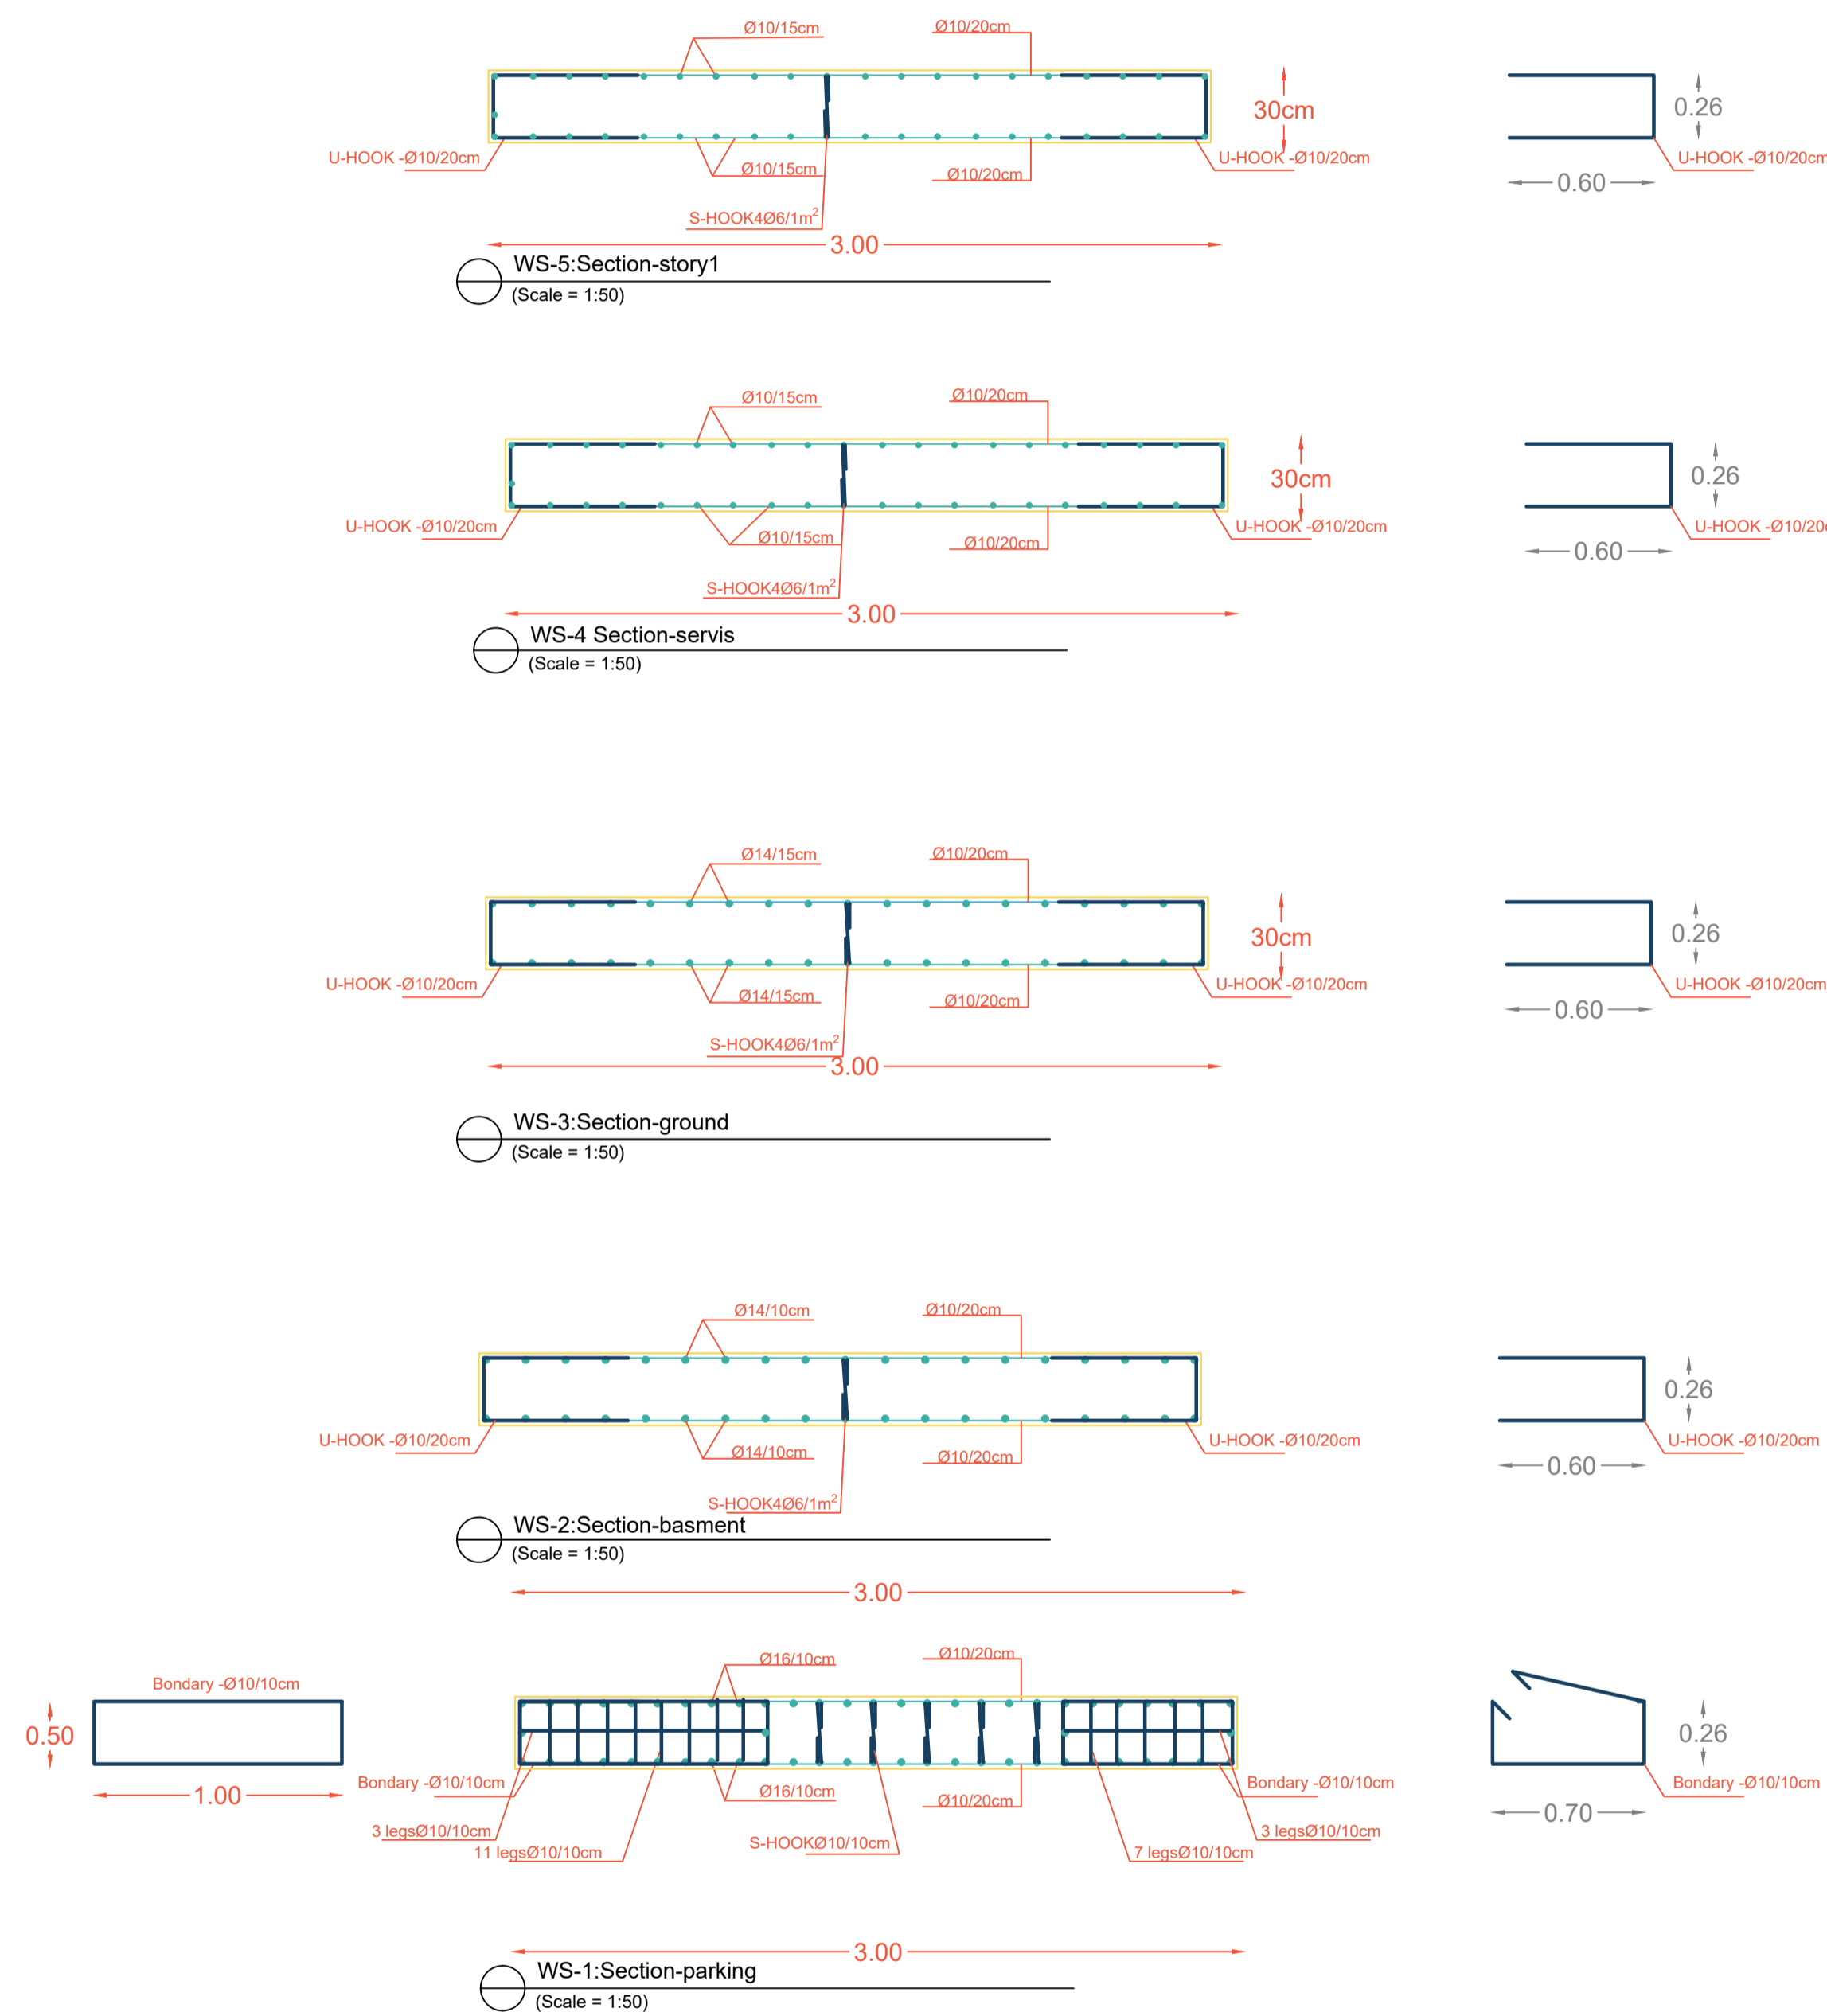 Ø10/15cm
Ø10/20cm
30cm
0.26
U-HOOK -Ø10/20cm
Ø10/15cm
Ø10/20cm
U-HOOK -Ø10/20cm
U-HOOK -Ø10/20cm
0.60
S-HOOK4Ø6/1m²
3.00
WS-5:Section-story1
(Scale = 1:50)
Ø10/15cm
Ø10/20cm
30cm
0.26
U-HOOK -Ø10/20cm
Ø10/15cm
Ø10/20cm
U-HOOK -Ø10/20cm
U-HOOK -Ø10/20c
0.60
S-HOOK4Ø6/1m²
3.00
WS-4 Section-servis
(Scale = 1:50)
Ø14/15cm
Ø10/20cm
30cm
0.26
U-HOOK -Ø10/20cm
Ø14/15cm
Ø10/20cm
U-HOOK -Ø10/20cm
U-HOOK -Ø10/20cm
0.60
S-HOOK4Ø6/1m²
3.00
WS-3:Section-ground
(Scale = 1:50)
Ø14/10cm
Ø10/20cm
0.26
U-HOOK -Ø10/20cm
Ø14/10cm
Ø10/20cm
U-HOOK -Ø10/20cm
U-HOOK -Ø10/20cm
0.60
S-HOOK4Ø6/1m²
WS-2:Section-basment
(Scale = 1:50)
3.00
Bondary -Ø10/10cm
Ø16/10cm
Ø10/20cm
0.50
0.26
1.00
Bondary -Ø10/10cm
Ø16/10cm
Ø10/20cm
Bondary -Ø10/10cm
Bondary -Ø10/10cm
0.70
3 legsØ10/10cm
11 legsØ10/10cm
S-HOOKØ10/10cm
7 legsØ10/10cm
3 legsØ10/10cm
3.00
WS-1:Section-parking
(Scale = 1:50)